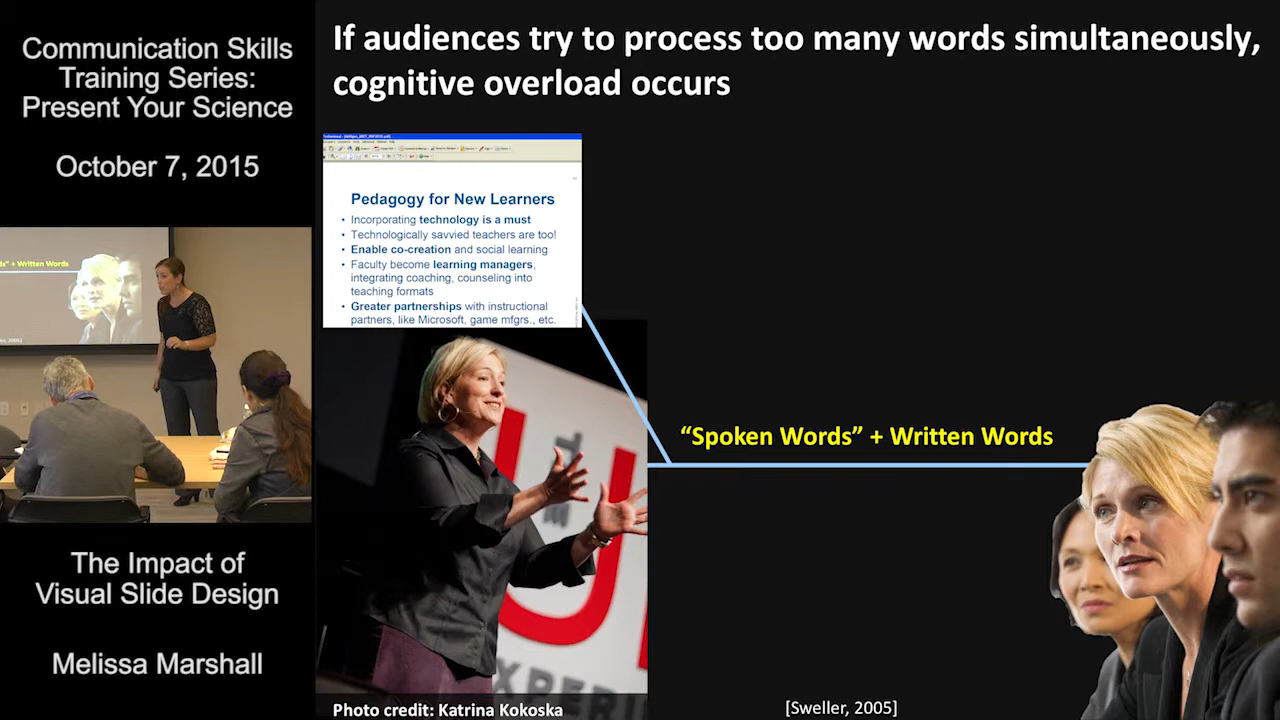 Communication Skills
Training Series:
Present Your Science
October 7, 2015
The Impact of
Visual Slide Design
Melissa Marshall
If audiences try to process too many words simultaneously,
cognitive overload occurs
Pedagogy for New Learners
• Incorporating technology is a must
• Technologically savvied teachers are too!
• Enable co-creation and social learning
• Faculty become learning managers,
integrating coaching, counseling into
teaching formats
• Greater partnerships with instructional
partners, like Microsoft, game mfgrs., etc.
“Spoken Words” + Written Words
Photo credit: Katrina Kokoska
[Sweller, 2005]